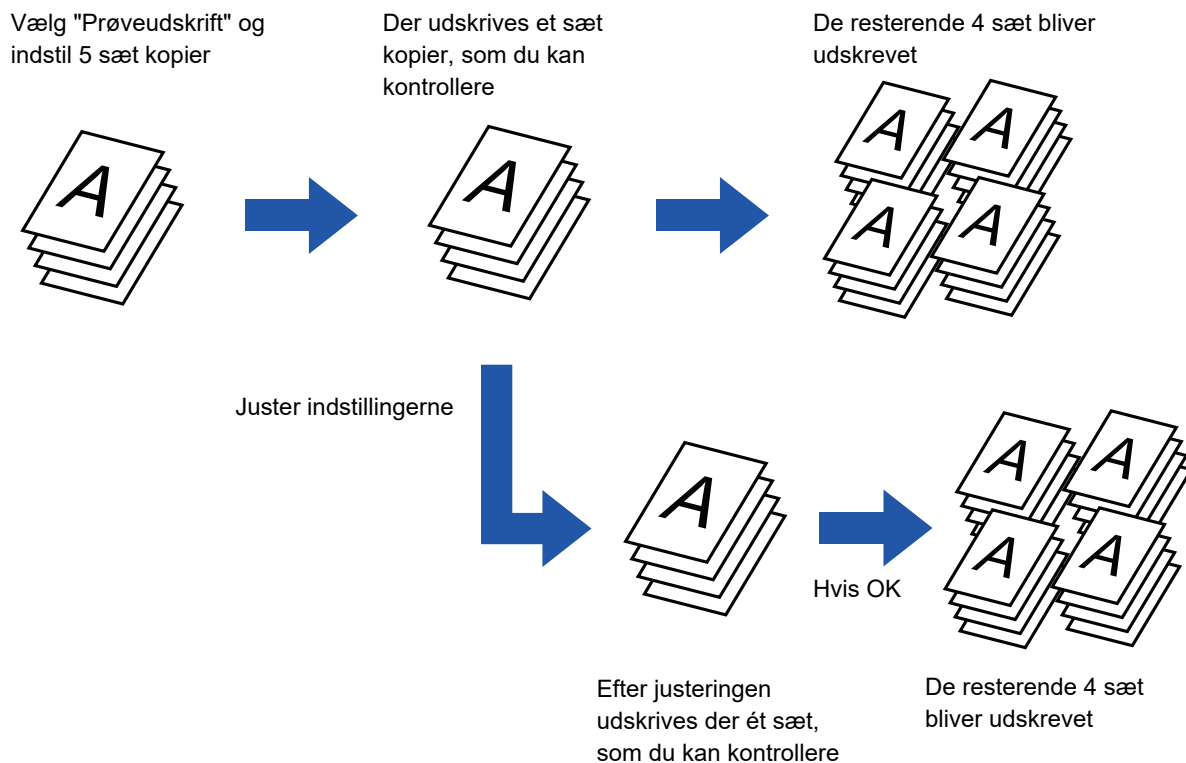 Vælg "Prøveudskrift" og
indstil 5 sæt kopier
Der udskrives et sæt
kopier, som du kan
kontrollere
De resterende 4 sæt bliver
udskrevet
A
A
A
A
A
A
Juster indstillingerne
A
Hvis OK
A
A
A
A
Efter justeringen
udskrives der ét sæt,
som du kan kontrollere
De resterende 4 sæt
bliver udskrevet